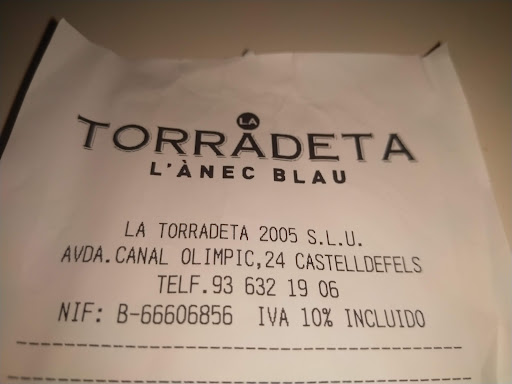 LA
TORRADETA
L'ÀNEC BLAU
LA TORRADETA 2005 S.L.U.
AVDA.CANAL OLIMPIC,24 CASTELLDEFELS
TELF.93 632 19 06
NIF: B-66606856 IVA 10% INCLUIDO